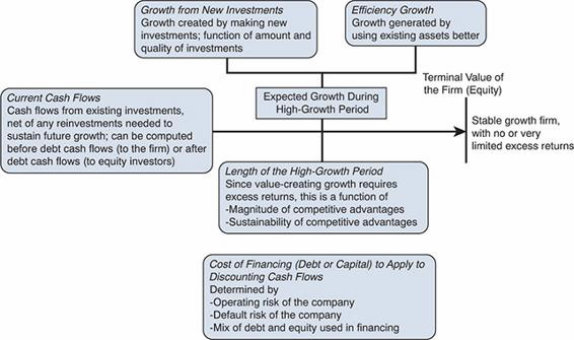 Growth from New Investments
Growth created by making new
investments; function of amount and
quality of investments
Efficiency Growth
Growth generated by
using existing assets better
Terminal Value of
the Firm (Equity)
Expected Growth During
High-Growth Period
Current Cash Flows
Cash flows from existing investments,
net of any reinvestments needed to
sustain future growth; can be computed
before debt cash flows (to the firm) or after
debt cash flows (to equity investors)
Stable growth firm,
with no or very
limited excess returns
Length of the High-Growth Period
Since value-creating growth requires
excess returns, this is a function of
-Magnitude of competitive advantages
-Sustainability of competitive advantages
Cost of Financing (Debt or Capital) to Apply to
Discounting Cash Flows
Determined by
-Operating risk of the company
-Default risk of the company
-Mix of debt and equity used in financing